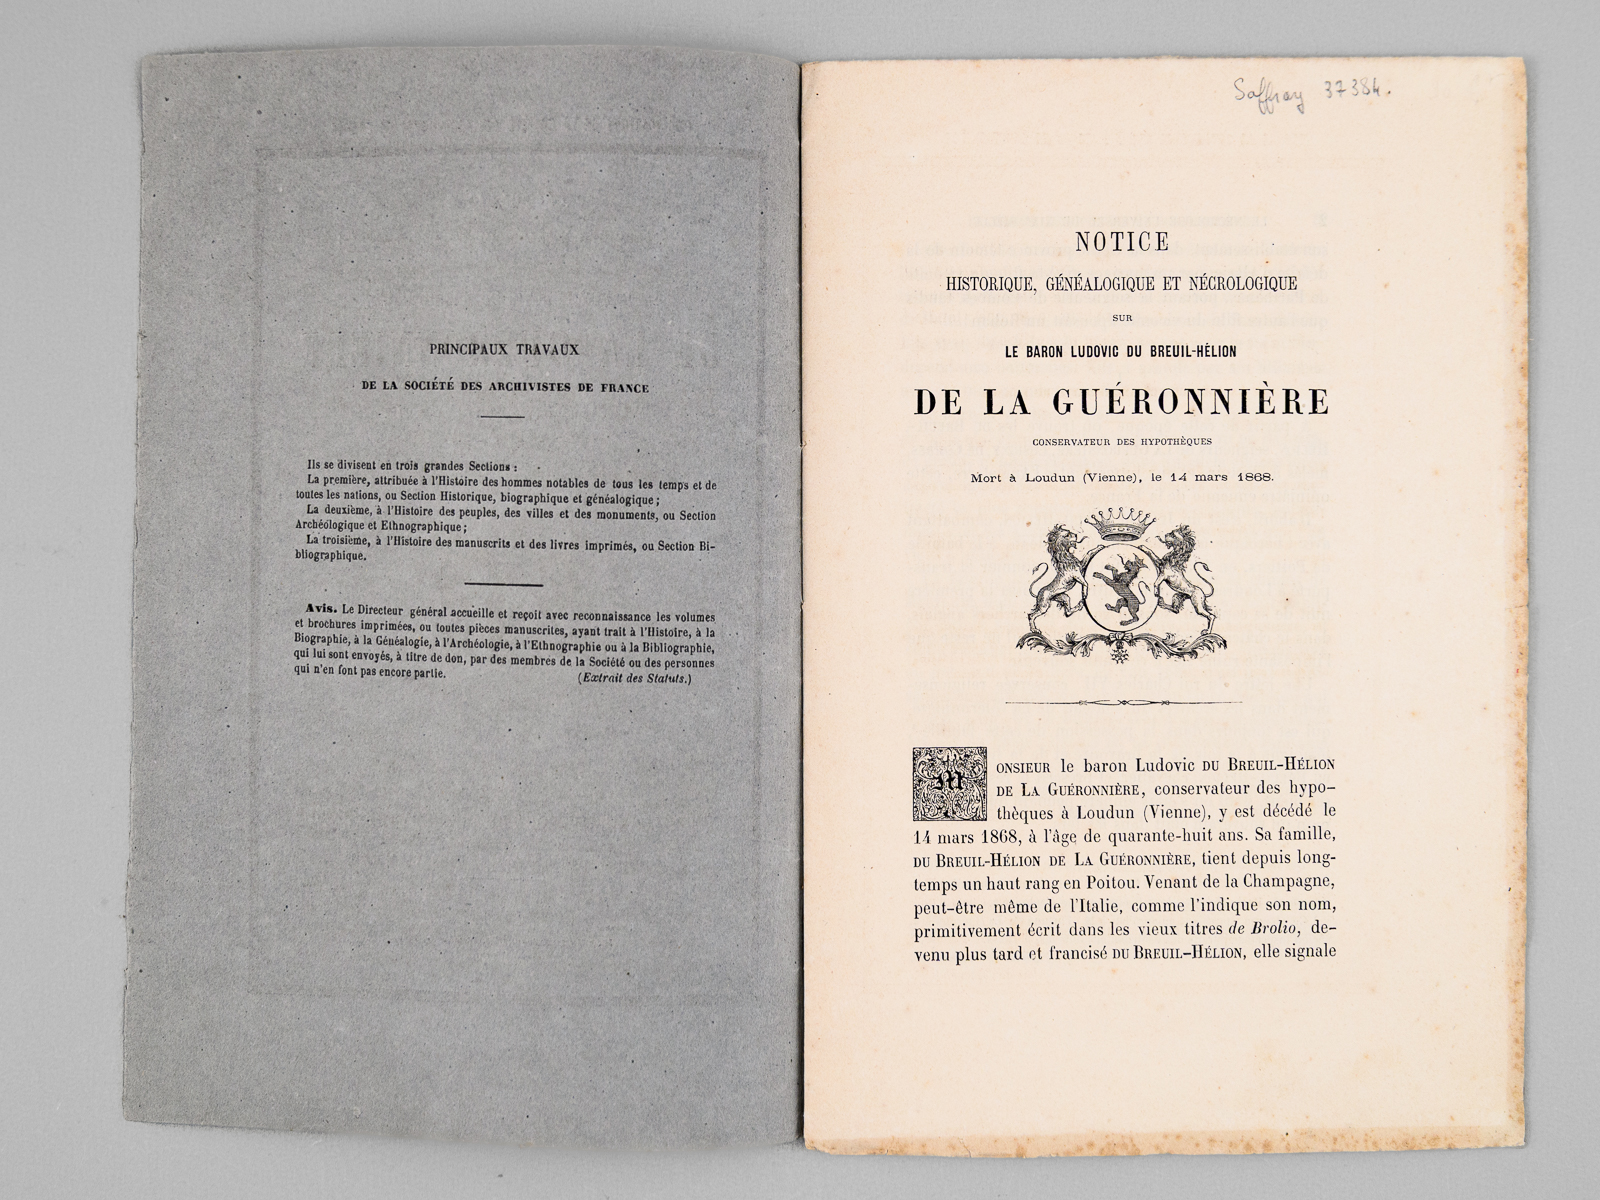 PRINCIPAUX TRAVAUX
DE LA SOCIÉTÉ DES ARCHIVISTES DE FRANCE
Ils se divisent en trois grandes Sections :
La première, attribuée à l'Histoire des hommes notables de tous les temps et de
toutes les nations, ou Section Historique, biographique et généalogique ;
La deuxième, à l'Histoire des peuples, des villes et des monuments, ou Section
Archéologique et Ethnographique ;
La troisième, à l'Histoire des manuscrits et des livres imprimés, ou Section Bi-
bliographique.
Avis. Le Directeur général accueille et reçoit avec reconnaissance les volumes
et brochures imprimées, ou toutes pièces manuscrites, ayant trait à l'Histoire, à la
Biographie, à la Généalogie, à l'Archéologie, à l'Ethnographie ou à la Bibliographie,
qui lui sont envoyés, à titre de don, par des membres de la Société ou des personnes
qui n'en font pas encore partie. (Extrait des Statuts.)
Saffroy 37384.
NOTICE
HISTORIQUE, GÉNÉALOGIQUE ET NÉCROLOGIQUE
SUR
LE BARON LUDOVIC DU BREUIL-HÉLION
DE LA GUÉRONNIÈRE
CONSERVATEUR DES HYPOTHÈQUES
Mort à Loudun (Vienne), le 14 mars 1868.
MONSIEUR le baron Ludovic DU BREUIL-HÉLION
DE LA GUÉRONNIÈRE, conservateur des hypo-
thèques à Loudun (Vienne), y est décédé le
14 mars 1868, à l'âge de quarante-huit ans. Sa famille,
DU BREUIL-HÉLION DE LA GUÉRONNIÈRE, tient depuis long-
temps un haut rang en Poitou. Venant de la Champagne,
peut-être même de l'Italie, comme l'indique son nom,
primitivement écrit dans les vieux titres de Brolio, de-
venu plus tard et francisé DU BREUIL-HÉLION, elle signale